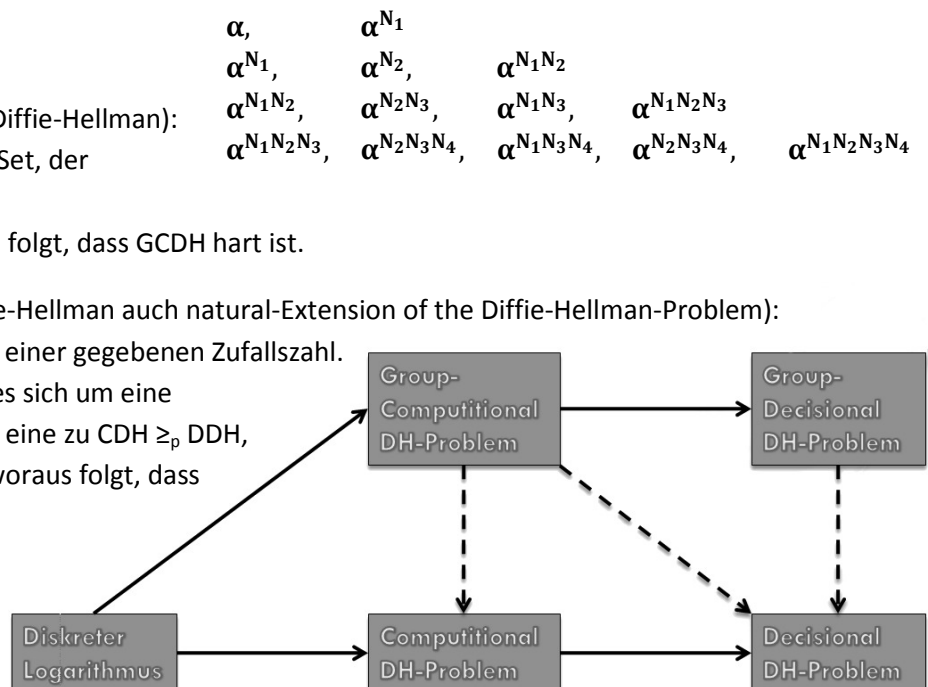 α, α^N₁
α^N₁, α^N₂, α^N₁N₂
Diffie-Hellman): α^N₁N₂, α^N₂N₃, α^N₁N₃, α^N₁N₂N₃
Set, der α^N₁N₂N₃, α^N₂N₃N₄, α^N₁N₃N₄, α^N₂N₃N₄, α^N₁N₂N₃N₄
folgt, dass GCDH hart ist.
e-Hellman auch natural-Extension of the Diffie-Hellman-Problem):
einer gegebenen Zufallszahl.
es sich um eine
eine zu CDH ≥ₚ DDH,
voraus folgt, dass
Group-
Computitional
DH-Problem
Group-
Decisional
DH-Problem
Diskreter
Logarithmus
Computitional
DH-Problem
Decisional
DH-Problem